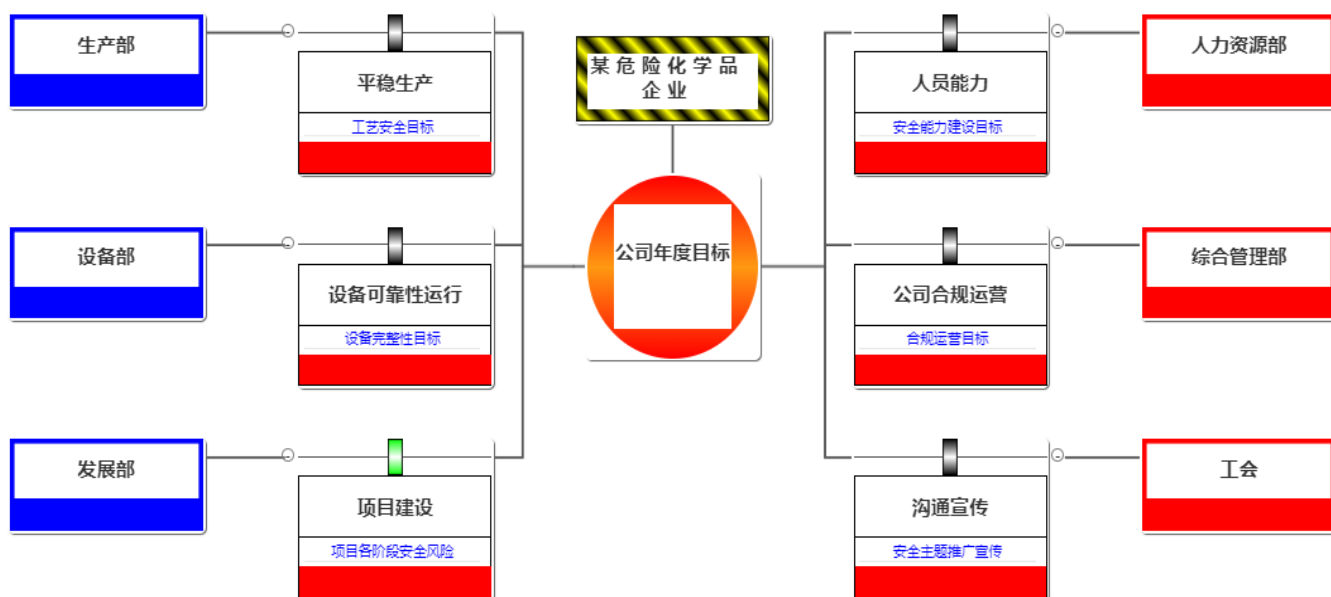 某危险化学品
企业
公司年度目标
生产部
平稳生产
工艺安全目标
设备部
设备可靠性运行
设备完整性目标
发展部
项目建设
项目各阶段安全风险
人员能力
安全能力建设目标
人力资源部
公司合规运营
合规运营目标
综合管理部
沟通宣传
安全主题推广宣传
工会